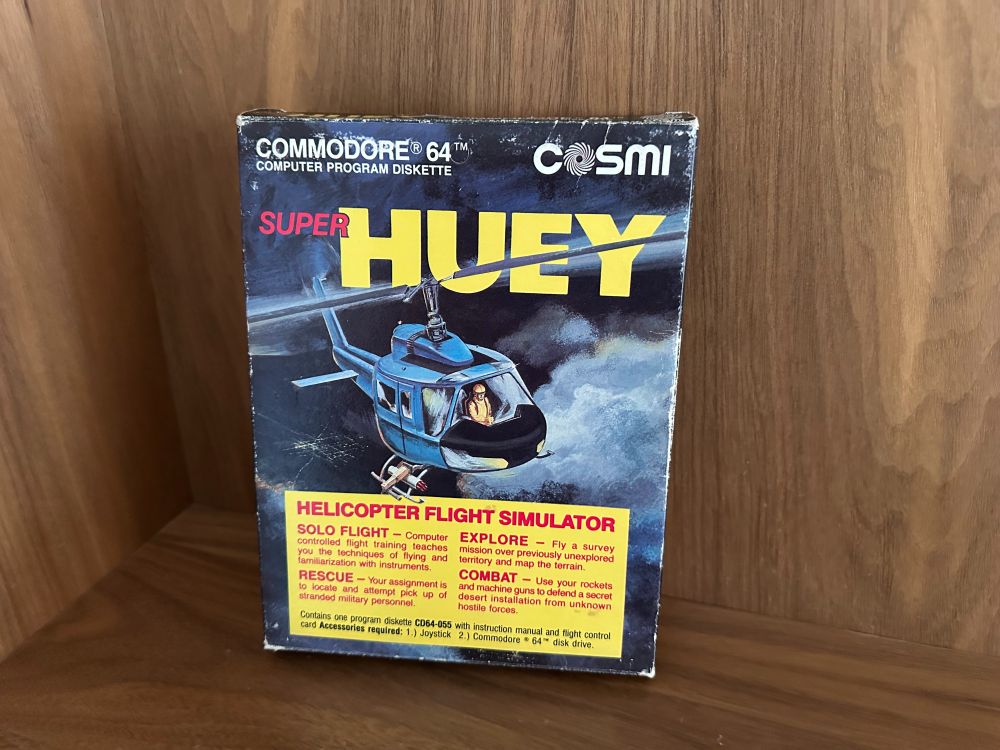 COMMODORE® 64™
COMPUTER PROGRAM DISKETTE
COSMI
SUPER HUEY
HELICOPTER FLIGHT SIMULATOR
SOLO FLIGHT — Computer
controlled flight training teaches
you the techniques of flying and
familiarization with instruments.
RESCUE — Your assignment is
to locate and attempt pick up of
stranded military personnel.
EXPLORE — Fly a survey
mission over previously unexplored
territory and map the terrain.
COMBAT — Use your rockets
and machine guns to defend a secret
desert installation from unknown
hostile forces.
Contains one program diskette CD64-055 with instruction manual and flight control
card Accessories required: 1.) Joystick 2.) Commodore ® 64™ disk drive.